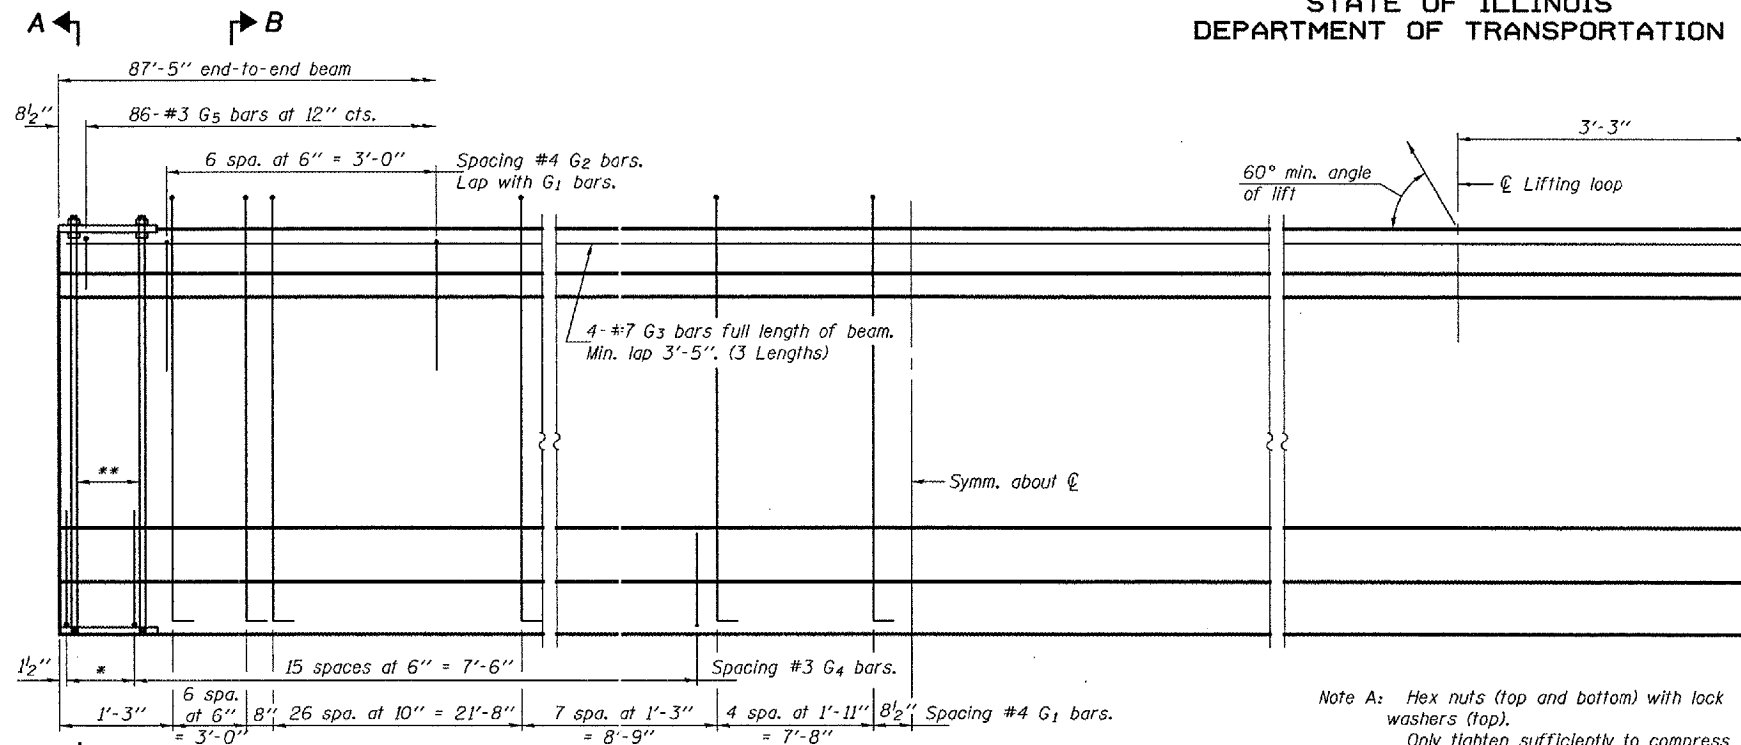 STATE OF ILLINOIS
DEPARTMENT OF TRANSPORTATION
A
B
87'-5" end-to-end beam
8½"
86-#3 G5 bars at 12" cts.
3'-3"
6 spa. at 6" = 3'-0"
Spacing #4 G2 bars.
Lap with G1 bars.
60° min. angle
of lift
℄ Lifting loop
4-#7 G3 bars full length of beam.
Min. lap 3'-5". (3 Lengths)
**
Symm. about ℄
1½"
*
15 spaces at 6" = 7'-6"
Spacing #3 G4 bars.
1'-3"
6 spa.
at 6"
= 3'-0"
8"
26 spa. at 10" = 21'-8"
7 spa. at 1'-3"
= 8'-9"
4 spa. at 1'-11"
= 7'-8"
8½"
Spacing #4 G1 bars.
Note A: Hex nuts (top and bottom) with lock
washers (top).
Only tighten sufficiently to compress